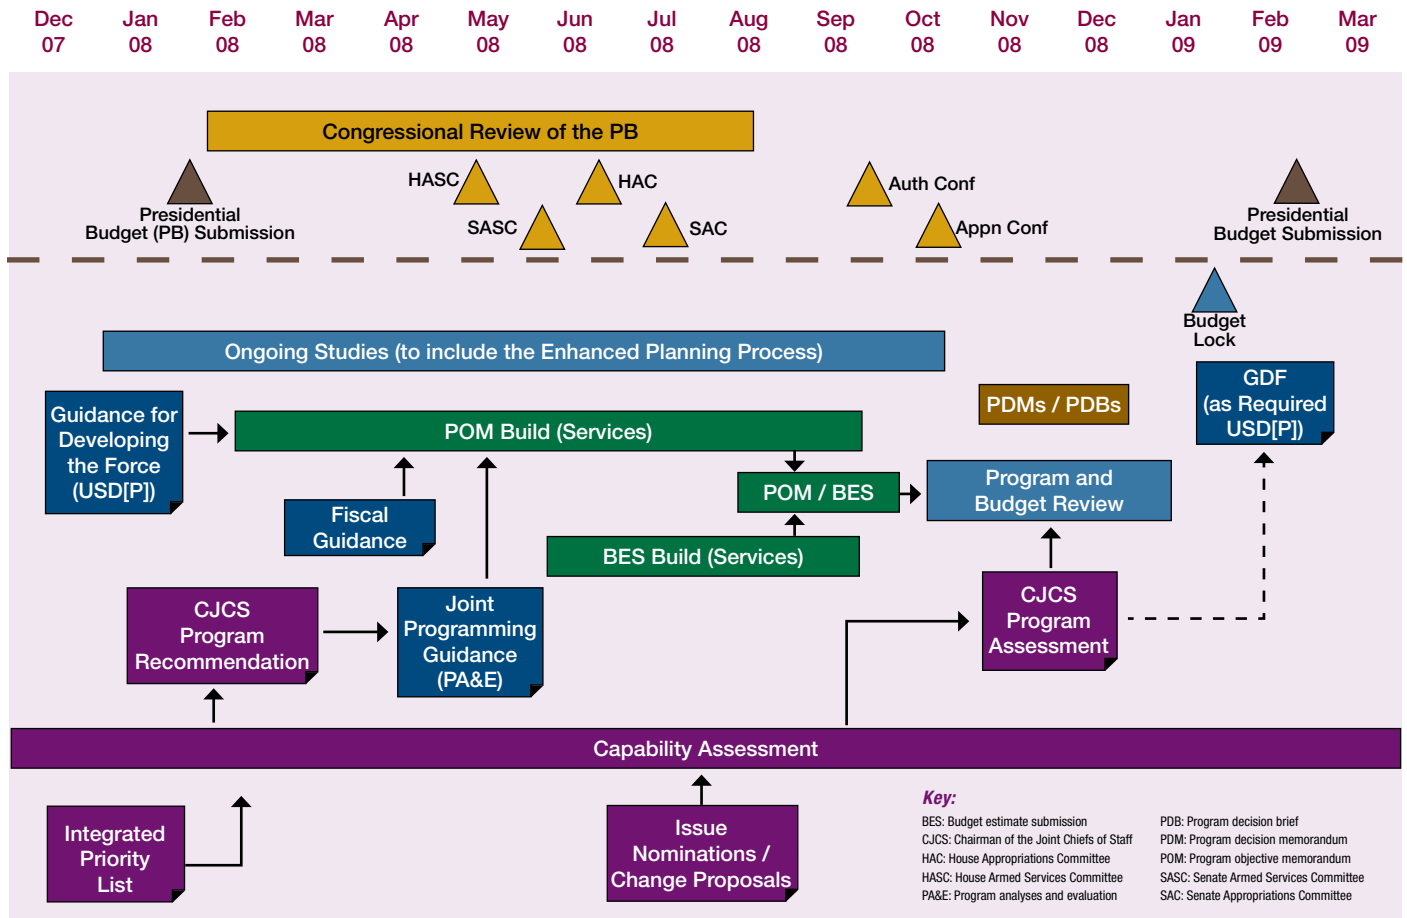 Dec Jan Feb Mar Apr May Jun Jul Aug Sep Oct Nov Dec Jan Feb Mar
07 08 08 08 08 08 08 08 08 08 08 08 08 09 09 09
Congressional Review of the PB
HASC
HAC
Auth Conf
Presidential
Budget (PB) Submission
SASC
SAC
Appn Conf
Presidential
Budget Submission
Budget
Lock
Ongoing Studies (to include the Enhanced Planning Process)
Guidance for
Developing
the Force
(USD[P])
POM Build (Services)
PDMs / PDBs
GDF
(as Required
USD[P])
POM / BES
Program and
Budget Review
Fiscal
Guidance
BES Build (Services)
CJCS
Program
Recommendation
Joint
Programming
Guidance
(PA&E)
CJCS
Program
Assessment
Capability Assessment
Integrated
Priority
List
Issue
Nominations /
Change Proposals
Key:
BES: Budget estimate submission
CJCS: Chairman of the Joint Chiefs of Staff
HAC: House Appropriations Committee
HASC: House Armed Services Committee
PA&E: Program analyses and evaluation
PDB: Program decision brief
PDM: Program decision memorandum
POM: Program objective memorandum
SASC: Senate Armed Services Committee
SAC: Senate Appropriations Committee